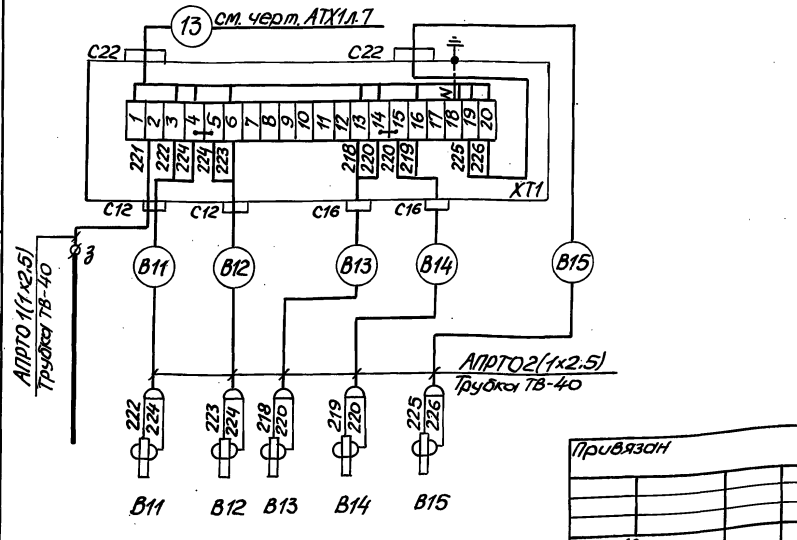 13 см. черт. АТХ1л.7
С22 С22
N
1 2 3 4 5 6 7 8 9 10 11 12 13 14 15 16 17 18 19 20
221 222 224 224 223 218 220 220 219 225 226
ХТ1
С12 С12 С16 С16
З
В11 В12 В13 В14 В15
АПРТО1(1х2.5)
Трубка ТВ-40
АПРТО2(1х2.5)
Трубка ТВ-40
222 224 223 224 218 220 219 220 225 226
В11 В12 В13 В14 В15
Привязан